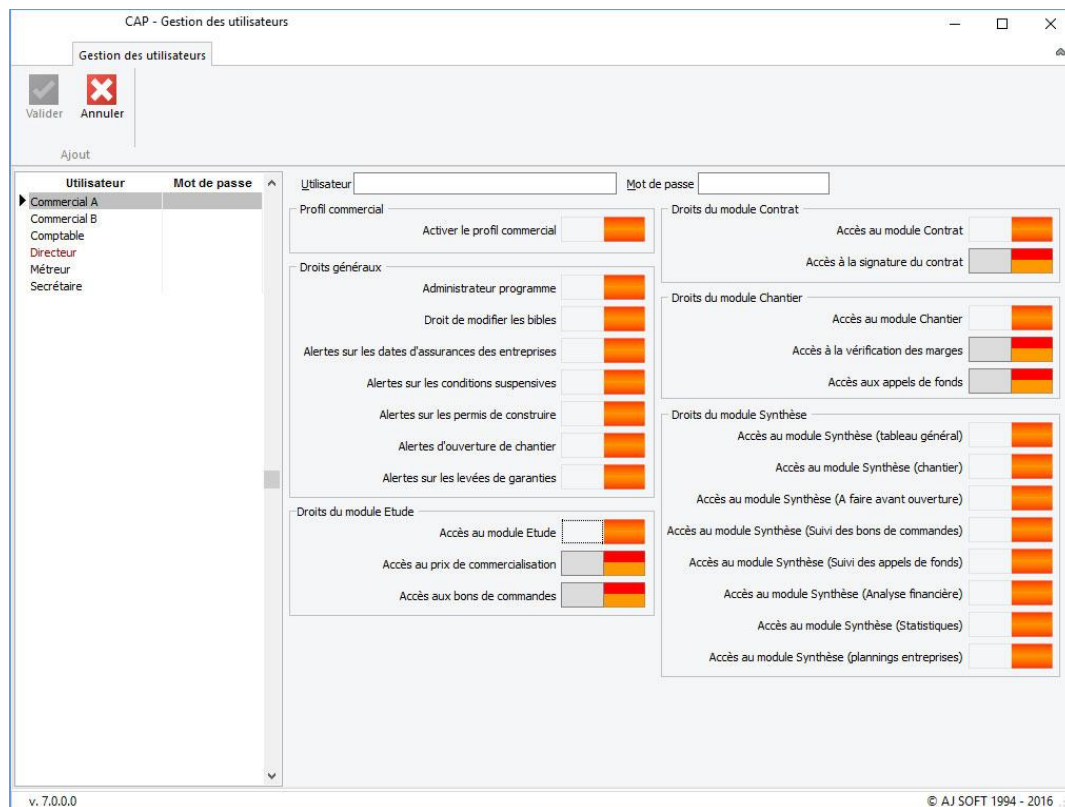 CAP - Gestion des utilisateurs
Gestion des utilisateurs
Valider Annuler
Ajout
Utilisateur Mot de passe
Commercial A
Commercial B
Comptable
Directeur
Métreur
Secrétaire
Utilisateur Mot de passe
Profil commercial
Activer le profil commercial
Droits généraux
Administrateur programme
Droit de modifier les bibles
Alertes sur les dates d'assurances des entreprises
Alertes sur les conditions suspensives
Alertes sur les permis de construire
Alertes d'ouverture de chantier
Alertes sur les levées de garanties
Droits du module Etude
Accès au module Etude
Accès au prix de commercialisation
Accès aux bons de commandes
Droits du module Contrat
Accès au module Contrat
Accès à la signature du contrat
Droits du module Chantier
Accès au module Chantier
Accès à la vérification des marges
Accès aux appels de fonds
Droits du module Synthèse
Accès au module Synthèse (tableau général)
Accès au module Synthèse (chantier)
Accès au module Synthèse (A faire avant ouverture)
Accès au module Synthèse (Suivi des bons de commandes)
Accès au module Synthèse (Suivi des appels de fonds)
Accès au module Synthèse (Analyse financière)
Accès au module Synthèse (Statistiques)
Accès au module Synthèse (plannings entreprises)
v. 7.0.0.0
© AJ SOFT 1994 - 2016